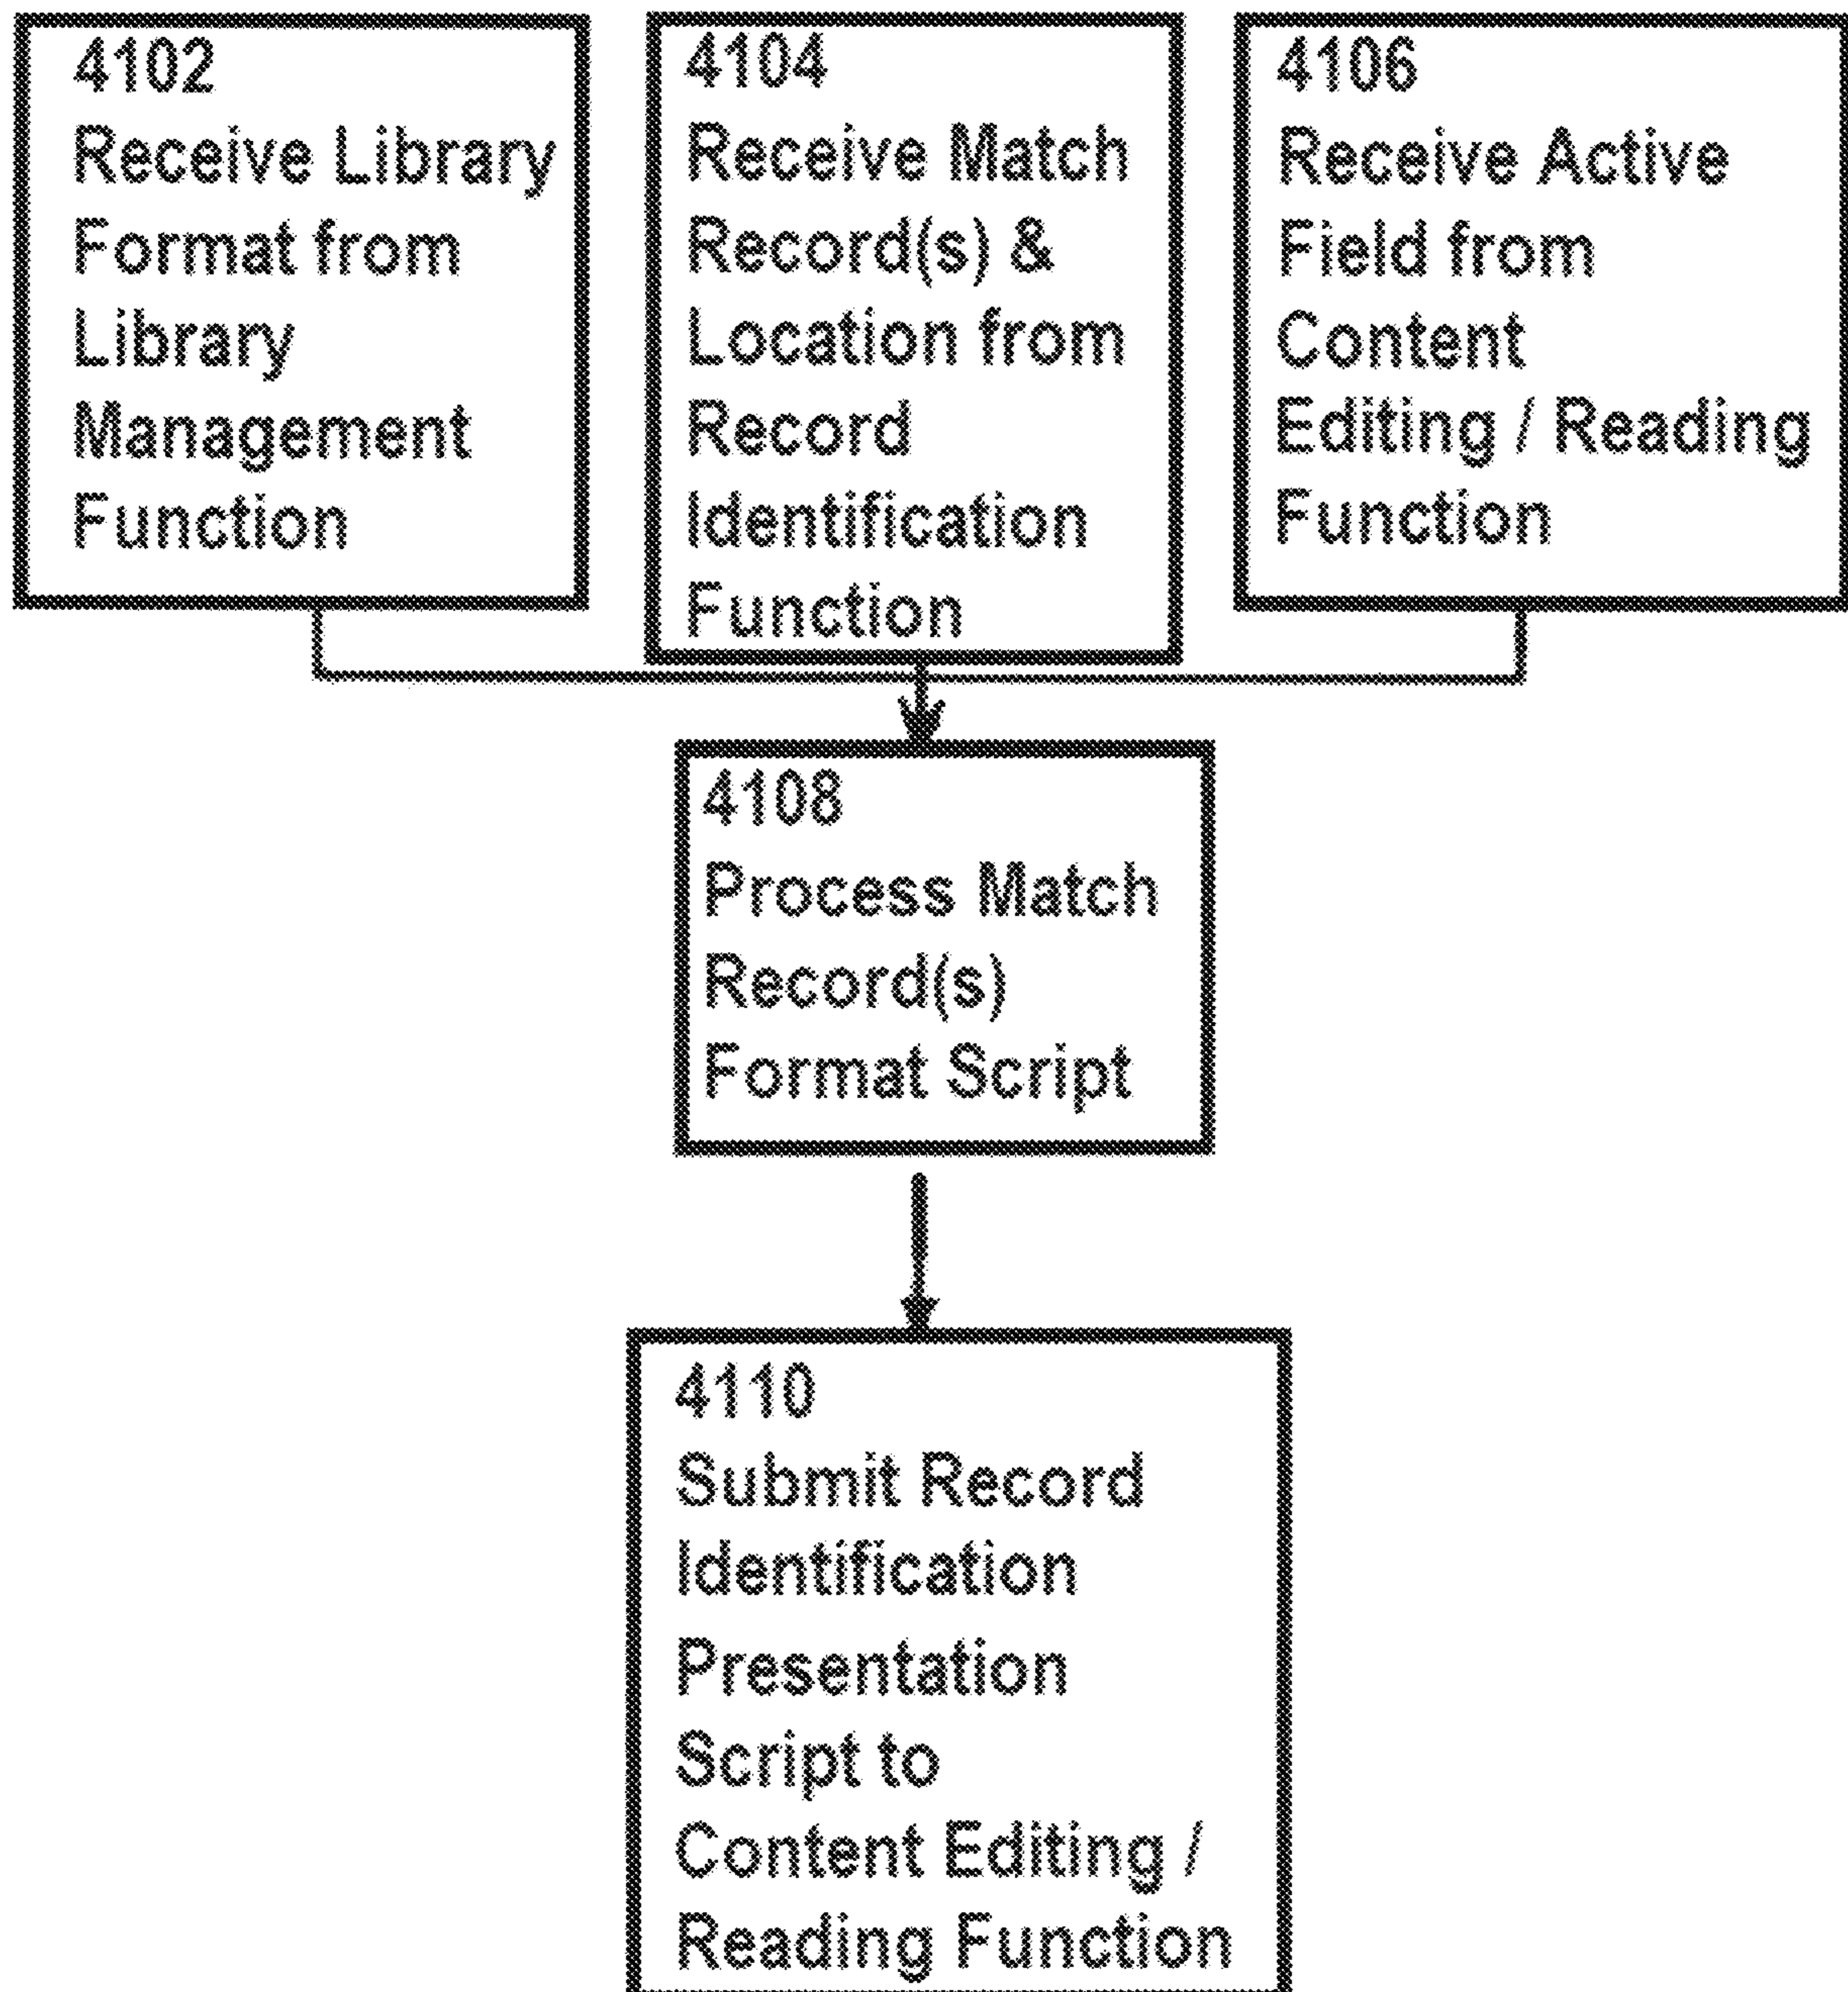 4102
Receive Library
Format from
Library
Management
Function
4104
Receive Match
Record(s) &
Location from
Record
Identification
Function
4106
Receive Active
Field from
Content
Editing / Reading
Function
4108
Process Match
Record(s)
Format Script
4110
Submit Record
Identification
Presentation
Script to
Content Editing /
Reading Function